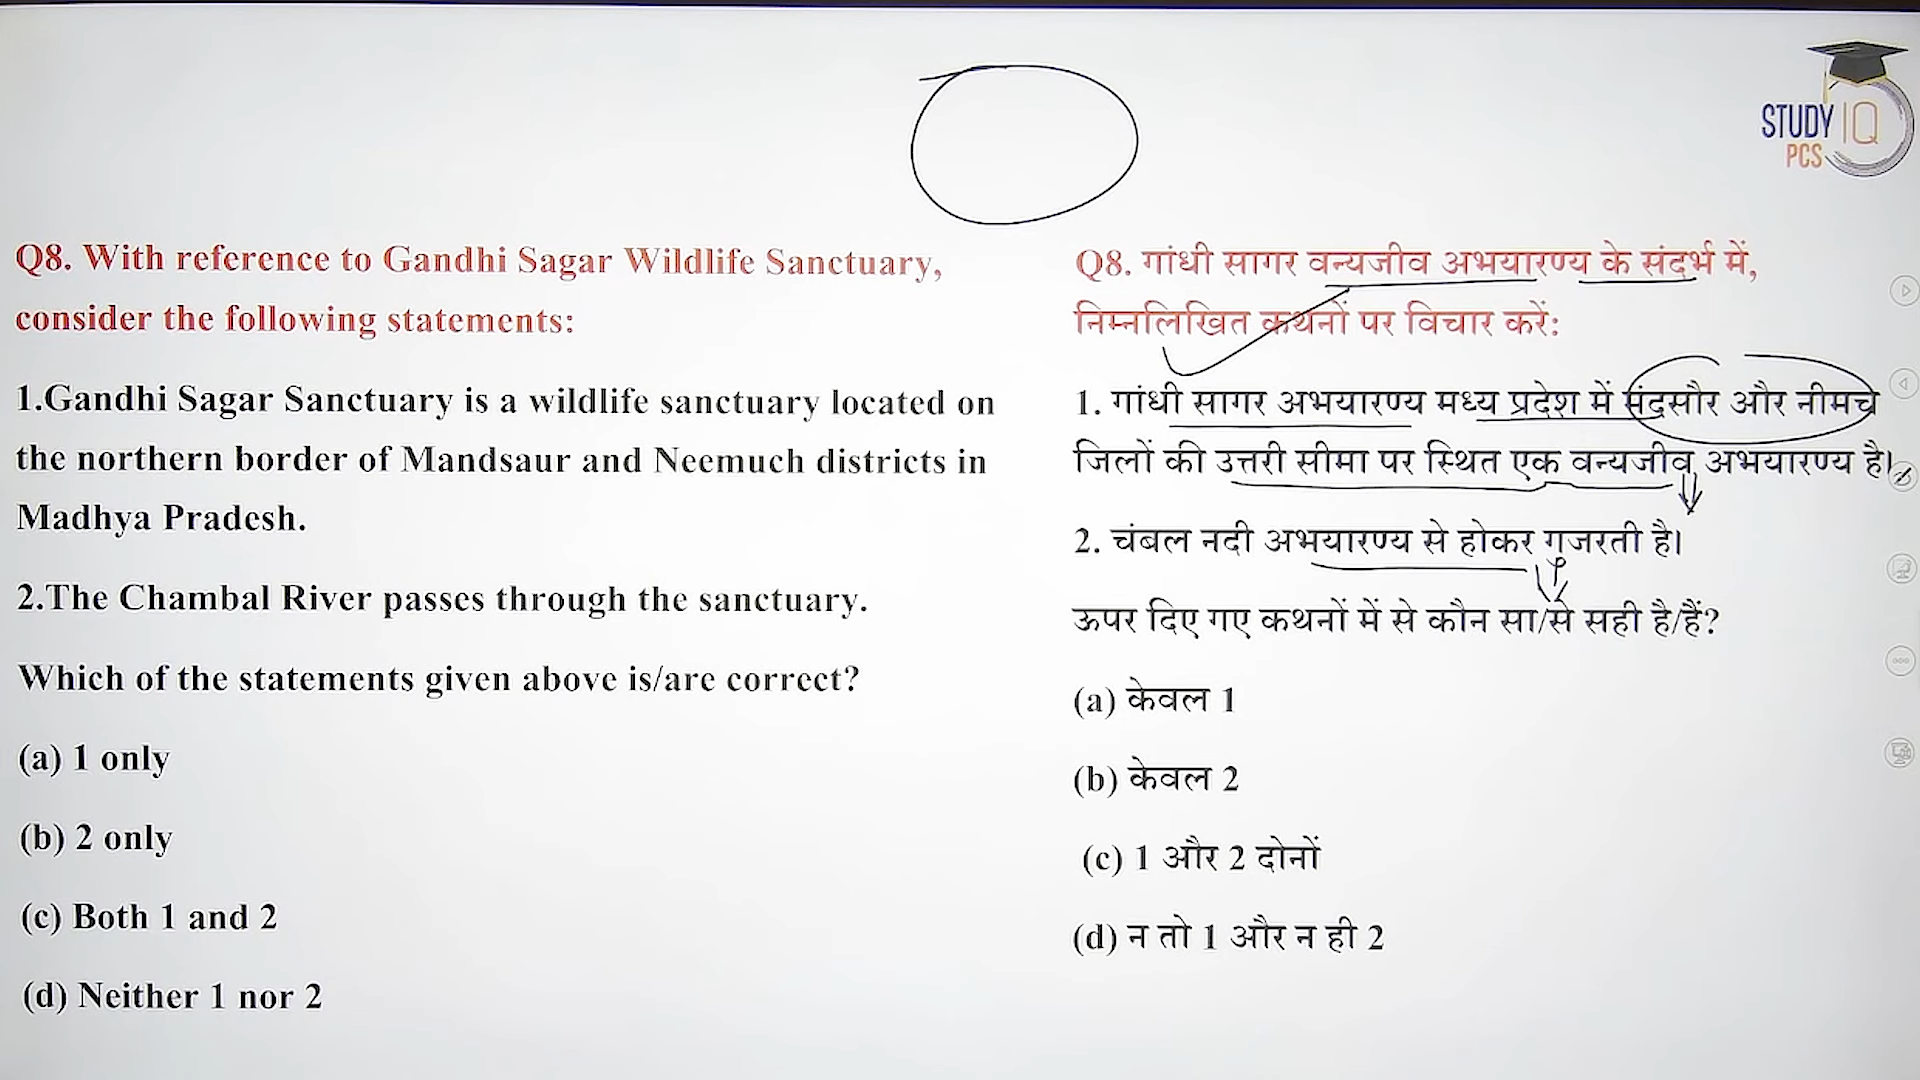 STUDY IQ
PCS
Q8. With reference to Gandhi Sagar Wildlife Sanctuary,
consider the following statements:
1.Gandhi Sagar Sanctuary is a wildlife sanctuary located on
the northern border of Mandsaur and Neemuch districts in
Madhya Pradesh.
2.The Chambal River passes through the sanctuary.
Which of the statements given above is/are correct?
(a) 1 only
(b) 2 only
(c) Both 1 and 2
(d) Neither 1 nor 2
Q8. गांधी सागर वन्यजीव अभयारण्य के संदर्भ में,
निम्नलिखित कथनों पर विचार करें:
1. गांधी सागर अभयारण्य मध्य प्रदेश में मंदसौर और नीमच
जिलों की उत्तरी सीमा पर स्थित एक वन्यजीव अभयारण्य है।
2. चंबल नदी अभयारण्य से होकर गुजरती है।
ऊपर दिए गए कथनों में से कौन सा/से सही है/हैं?
(a) केवल 1
(b) केवल 2
(c) 1 और 2 दोनों
(d) न तो 1 और न ही 2